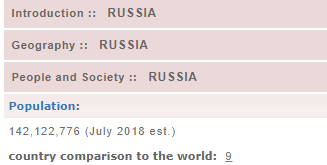 Introduction :: RUSSIA
Geography :: RUSSIA
People and Society :: RUSSIA
Population:
142,122,776 (July 2018 est.)
country comparison to the world: 9